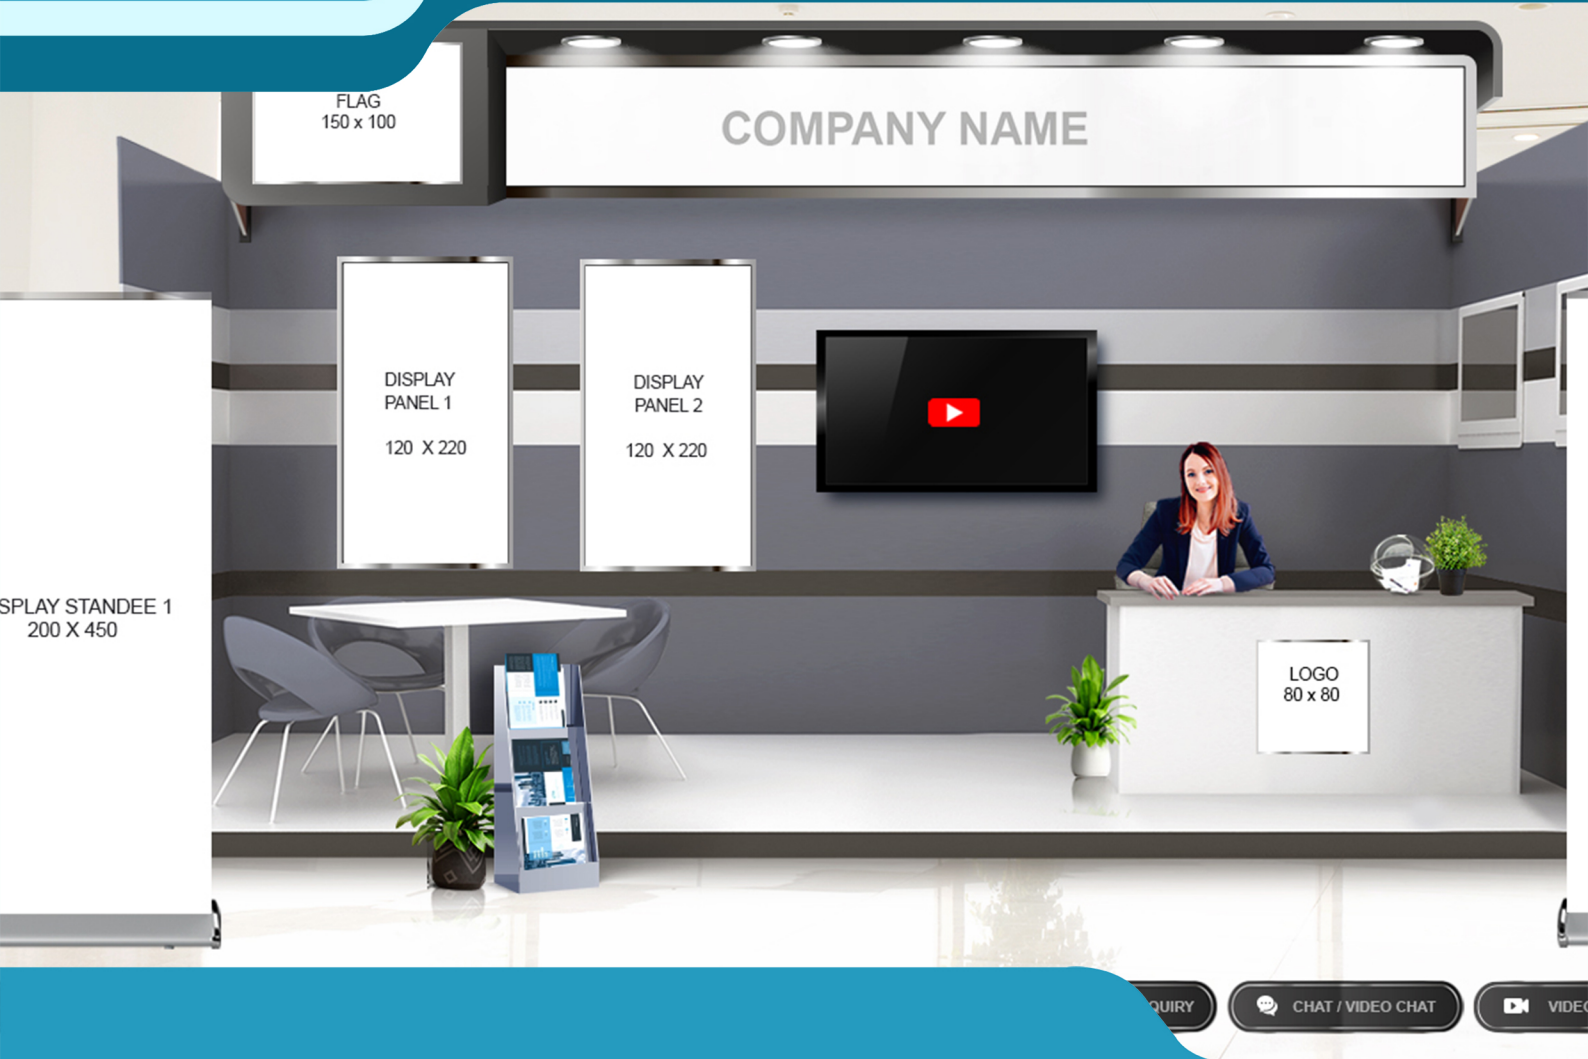 FLAG
150 x 100
COMPANY NAME
DISPLAY
PANEL 1
120 X 220
DISPLAY
PANEL 2
120 X 220
SPLAY STANDEE 1
200 X 450
LOGO
80 x 80
QUIRY
CHAT / VIDEO CHAT
VIDEO